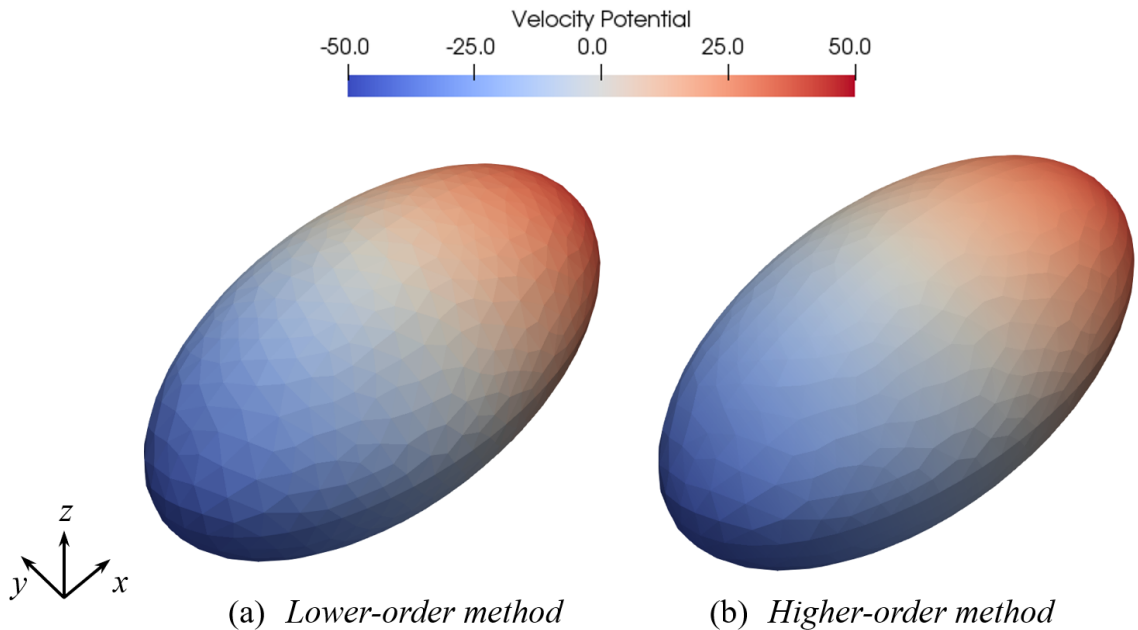 Velocity Potential
-50.0 -25.0 0.0 25.0 50.0
z
y x
(a) Lower-order method (b) Higher-order method